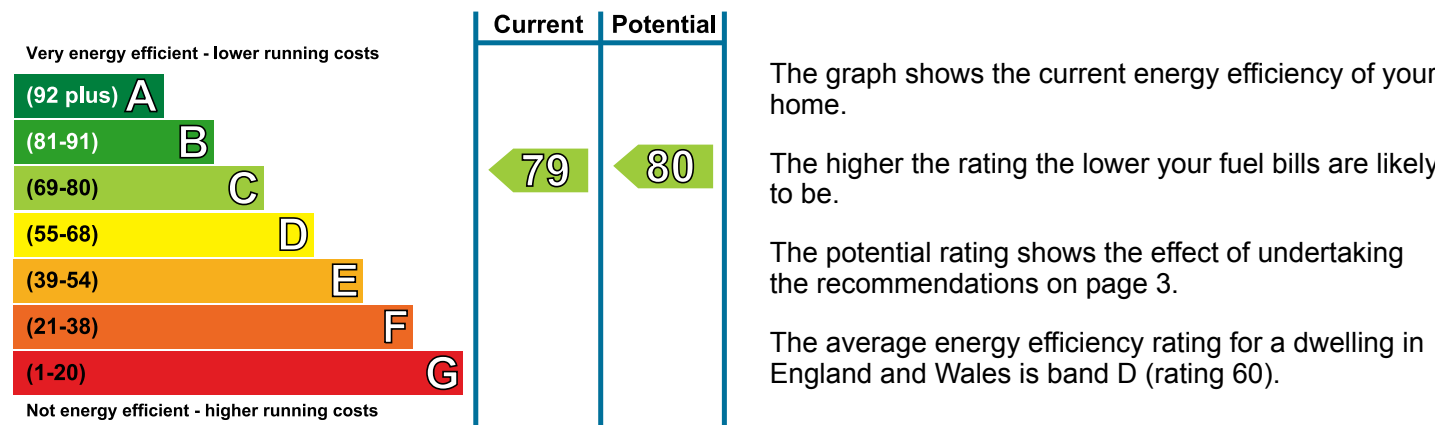 Current Potential
Very energy efficient - lower running costs
(92 plus) A
(81-91) B
(69-80) C
(55-68) D
(39-54) E
(21-38) F
(1-20) G
Not energy efficient - higher running costs
79 80
The graph shows the current energy efficiency of your
home.
The higher the rating the lower your fuel bills are likely
to be.
The potential rating shows the effect of undertaking
the recommendations on page 3.
The average energy efficiency rating for a dwelling in
England and Wales is band D (rating 60).